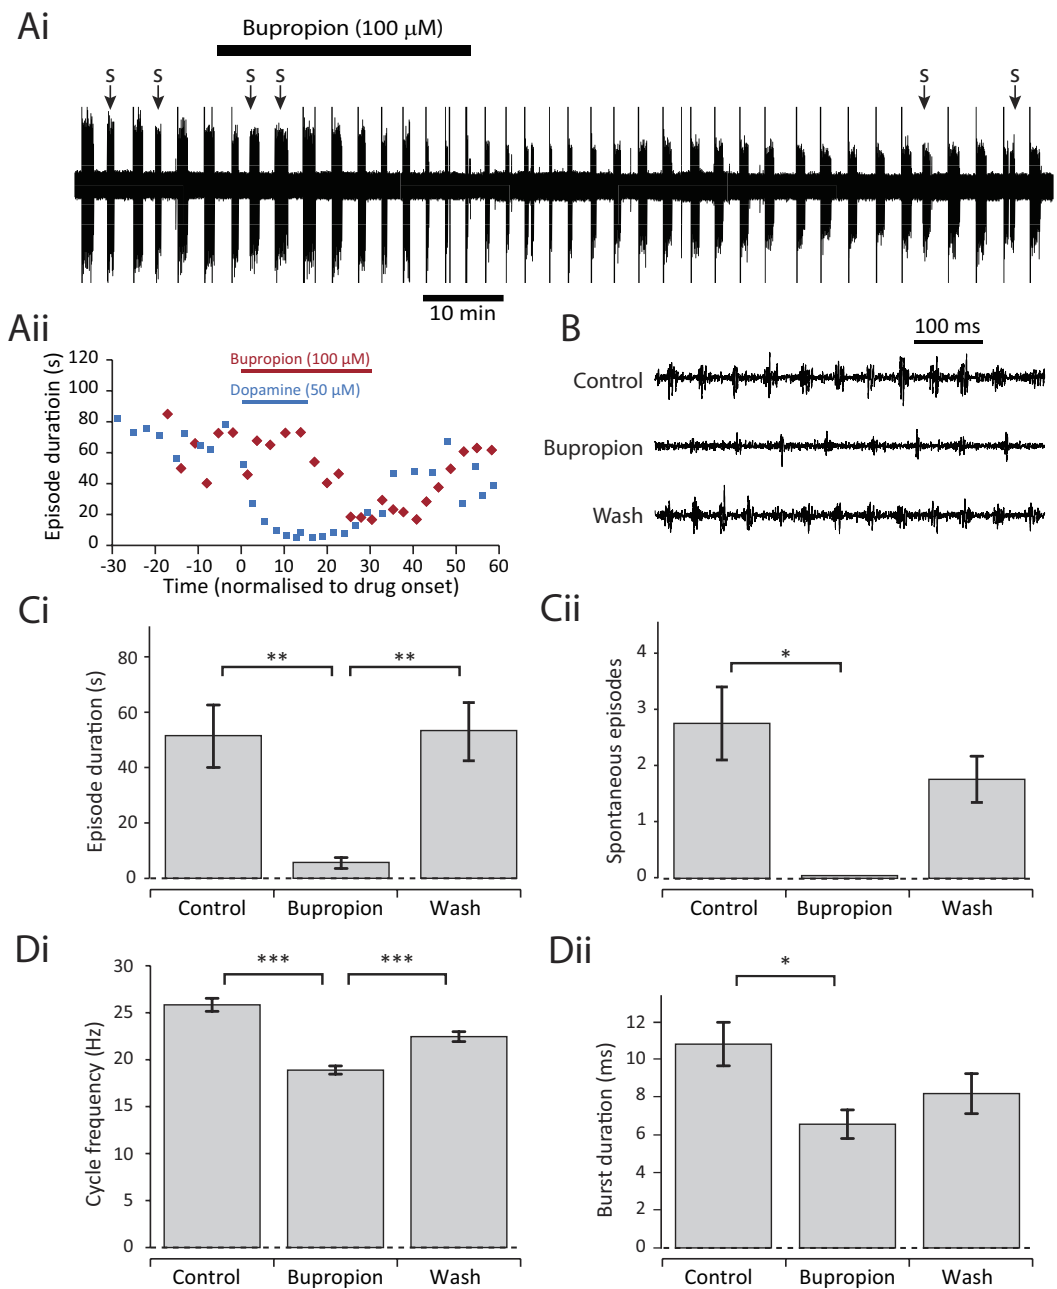 Ai
Bupropion (100 µM)
S S S S S S
10 min
Aii
Episode duratioin (s)
120
100
80
60
40
20
0
Bupropion (100 µM)
Dopamine (50 µM)
-30 -20 -10 0 10 20 30 40 50 60
Time (normalised to drug onset)
B
100 ms
Control
Bupropion
Wash
Ci
Episode duration (s)
80
60
40
20
0
** **
Control Bupropion Wash
Cii
Spontaneous episodes
4
3
2
1
0
*
Control Bupropion Wash
Di
Cycle frequency (Hz)
30
25
20
15
10
5
0
*** ***
Control Bupropion Wash
Dii
Burst duration (ms)
12
10
8
6
4
2
0
*
Control Bupropion Wash